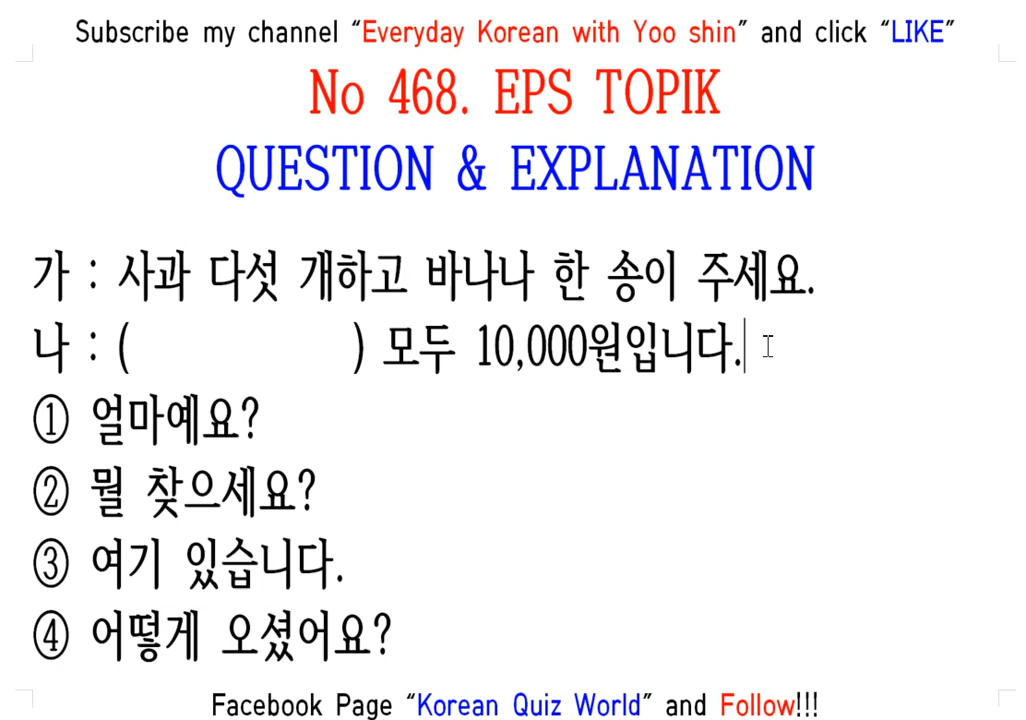 Subscribe my channel “Everyday Korean with Yoo shin” and click “LIKE”
No 468. EPS TOPIK
QUESTION & EXPLANATION
가 : 사과 다섯 개하고 바나나 한 송이 주세요.
나 : ( ) 모두 10,000원입니다.
① 얼마예요?
② 뭘 찾으세요?
③ 여기 있습니다.
④ 어떻게 오셨어요?
Facebook Page “Korean Quiz World” and Follow!!!